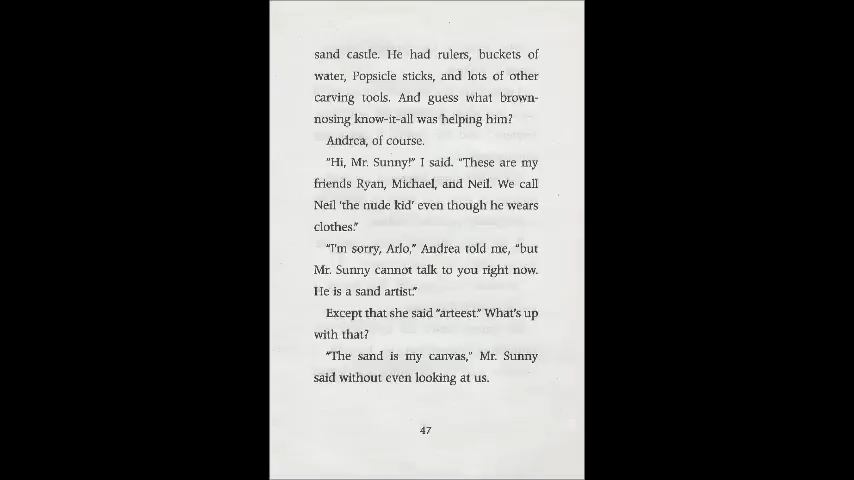 sand castle. He had rulers, buckets of
water, Popsicle sticks, and lots of other
carving tools. And guess what brown-
nosing know-it-all was helping him?
Andrea, of course.
"Hi, Mr. Sunny!" I said. "These are my
friends Ryan, Michael, and Neil. We call
Neil 'the nude kid' even though he wears
clothes."
"I'm sorry, Arlo," Andrea told me, "but
Mr. Sunny cannot talk to you right now.
He is a sand artist."
Except that she said "arteest." What's up
with that?
"The sand is my canvas," Mr. Sunny
said without even looking at us.
47